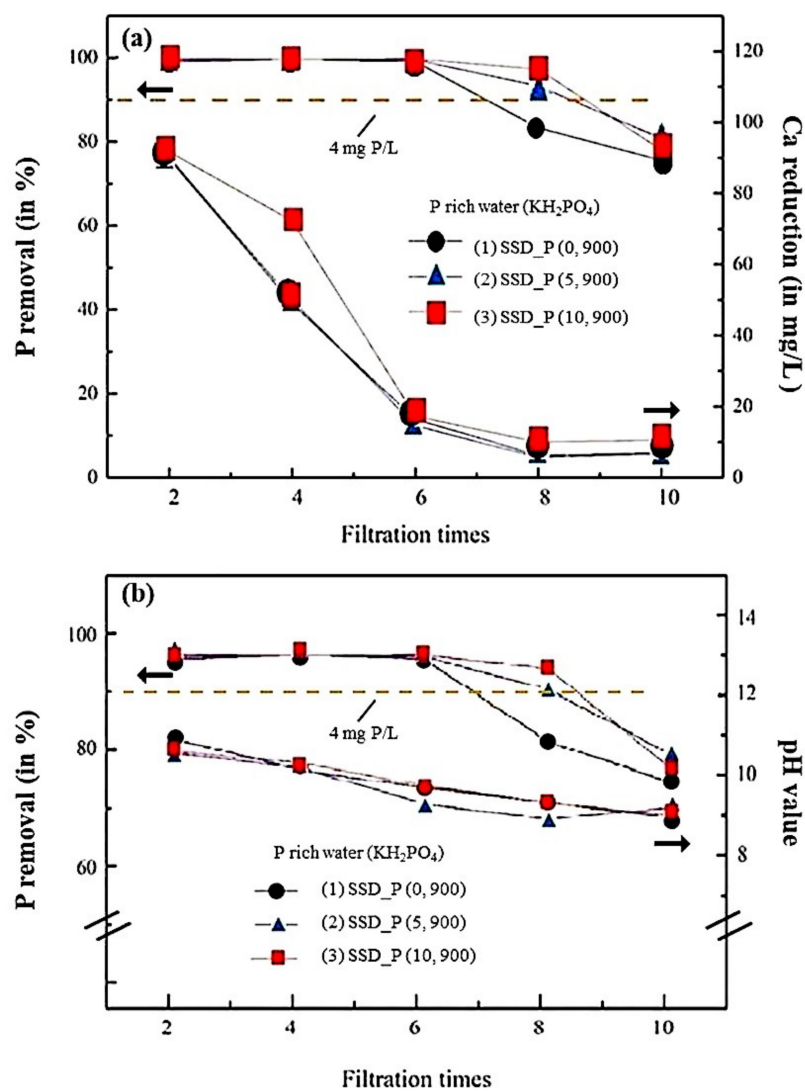 (a)
100
80
60
40
20
0
120
100
80
60
40
20
0
P removal (in %)
Ca reduction (in mg/L )
4 mg P/L
P rich water (KH₂PO₄)
(1) SSD_P (0, 900)
(2) SSD_P (5, 900)
(3) SSD_P (10, 900)
2 4 6 8 10
Filtration times
(b)
100
80
60
14
12
10
8
P removal (in %)
pH value
4 mg P/L
P rich water (KH₂PO₄)
(1) SSD_P (0, 900)
(2) SSD_P (5, 900)
(3) SSD_P (10, 900)
2 4 6 8 10
Filtration times